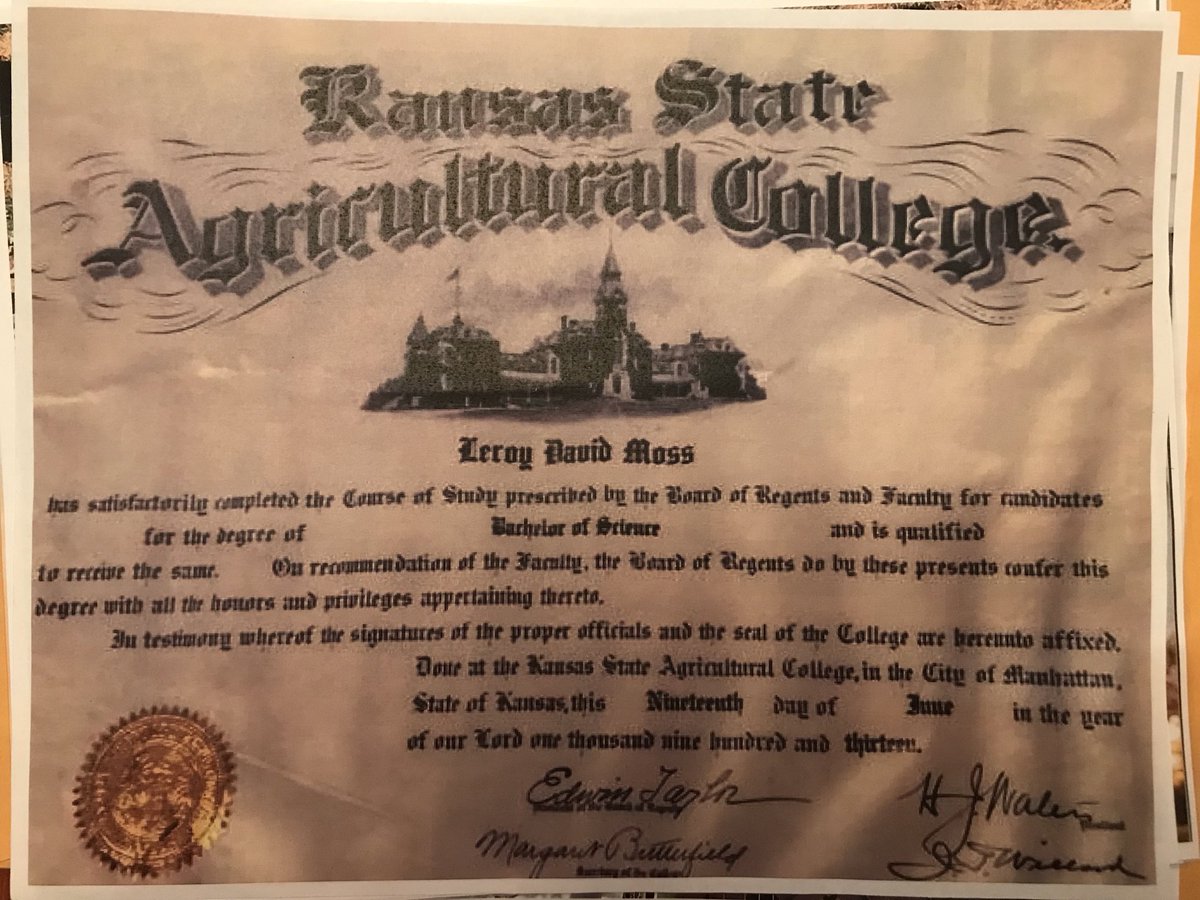 Kansas State
Agricultural College.
Leroy David Moss
has satisfactorily completed the Course of Study prescribed by the Board of Regents and Faculty for candidates
for the degree of Bachelor of Science and is qualified
to receive the same. On recommendation of the Faculty, the Board of Regents do by these presents confer this
degree with all the honors and privileges appertaining thereto.
In testimony whereof the signatures of the proper officials and the seal of the College are hereunto affixed.
Done at the Kansas State Agricultural College, in the City of Manhattan,
State of Kansas, this Nineteenth day of June in the year
of our Lord one thousand nine hundred and thirteen.
Edwin Taylor
H J Waters
Margaret Butterfield
J. T. Willard
Secretary of the College